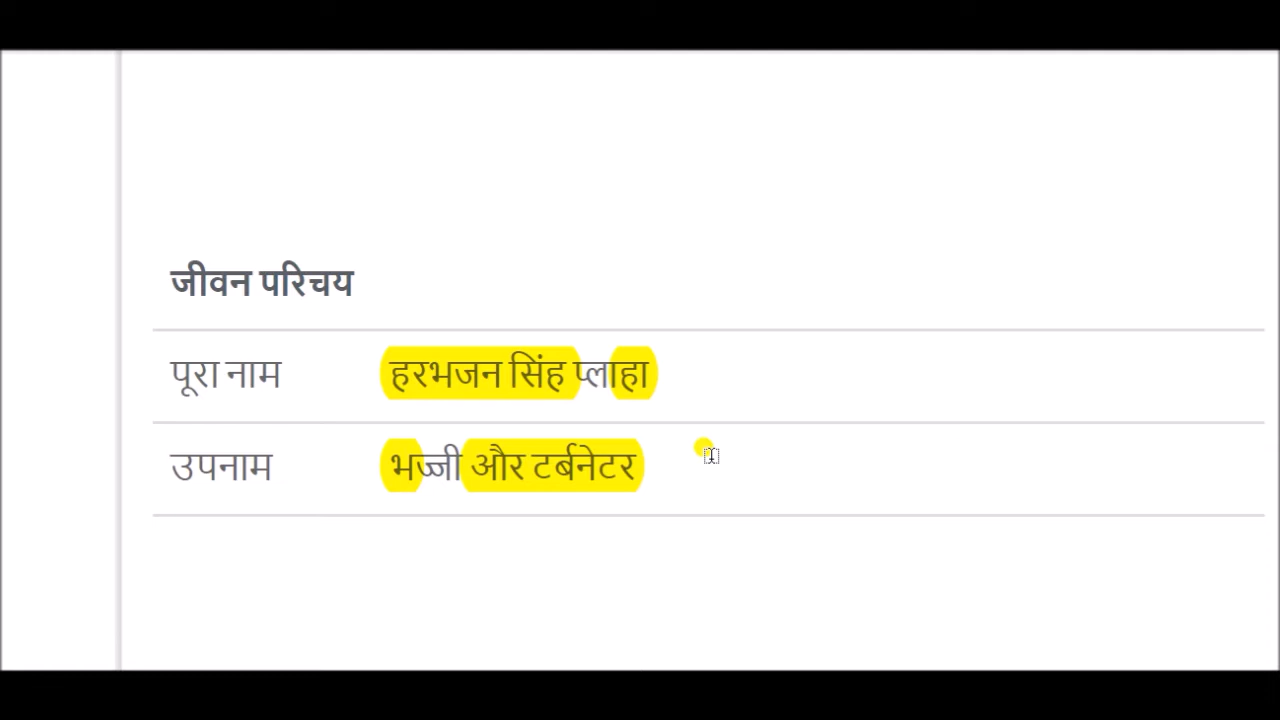 जीवन परिचय
पूरा नाम हरभजन सिंह प्लाहा
उपनाम भज्जी और टर्बनेटर